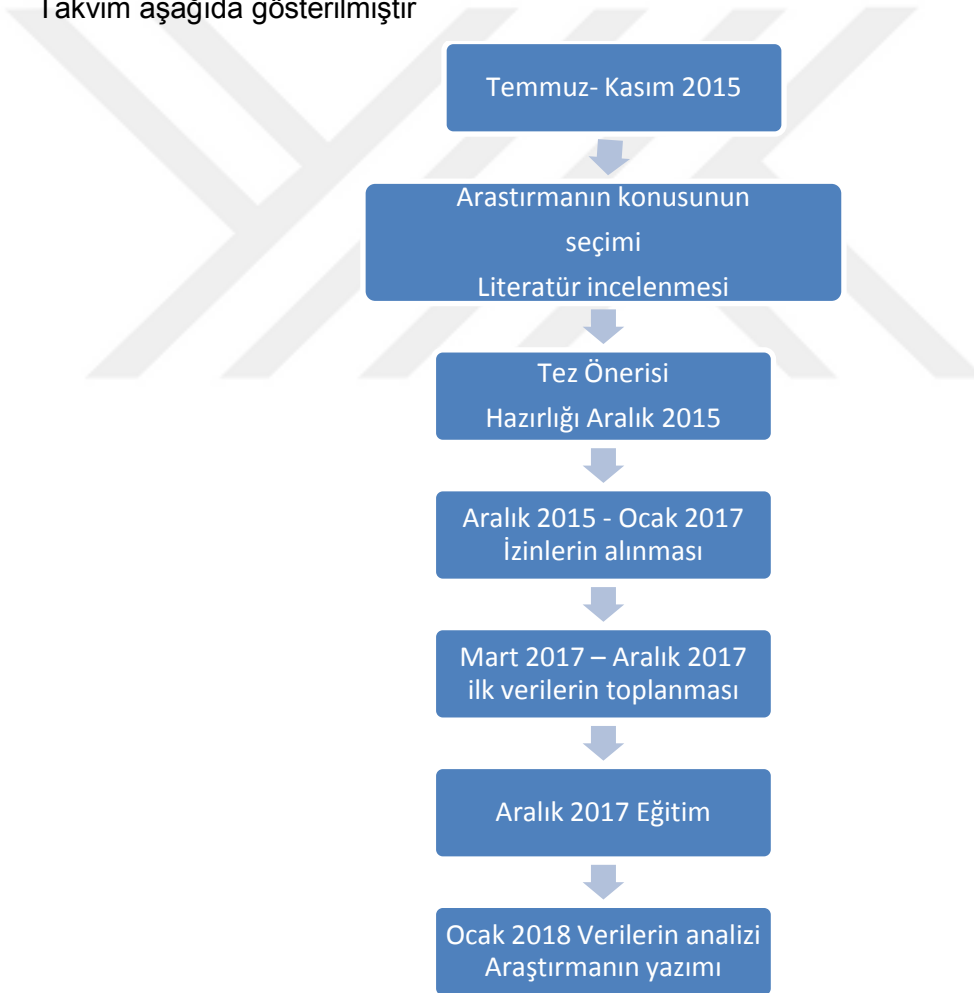 Takvim aşağıda gösterilmiştir
Temmuz- Kasım 2015
Arastırmanın konusunun
seçimi
Literatür incelenmesi
Tez Önerisi
Hazırlığı Aralık 2015
Aralık 2015 - Ocak 2017
İzinlerin alınması
Mart 2017 – Aralık 2017
ilk verilerin toplanması
Aralık 2017 Eğitim
Ocak 2018 Verilerin analizi
Araştırmanın yazımı